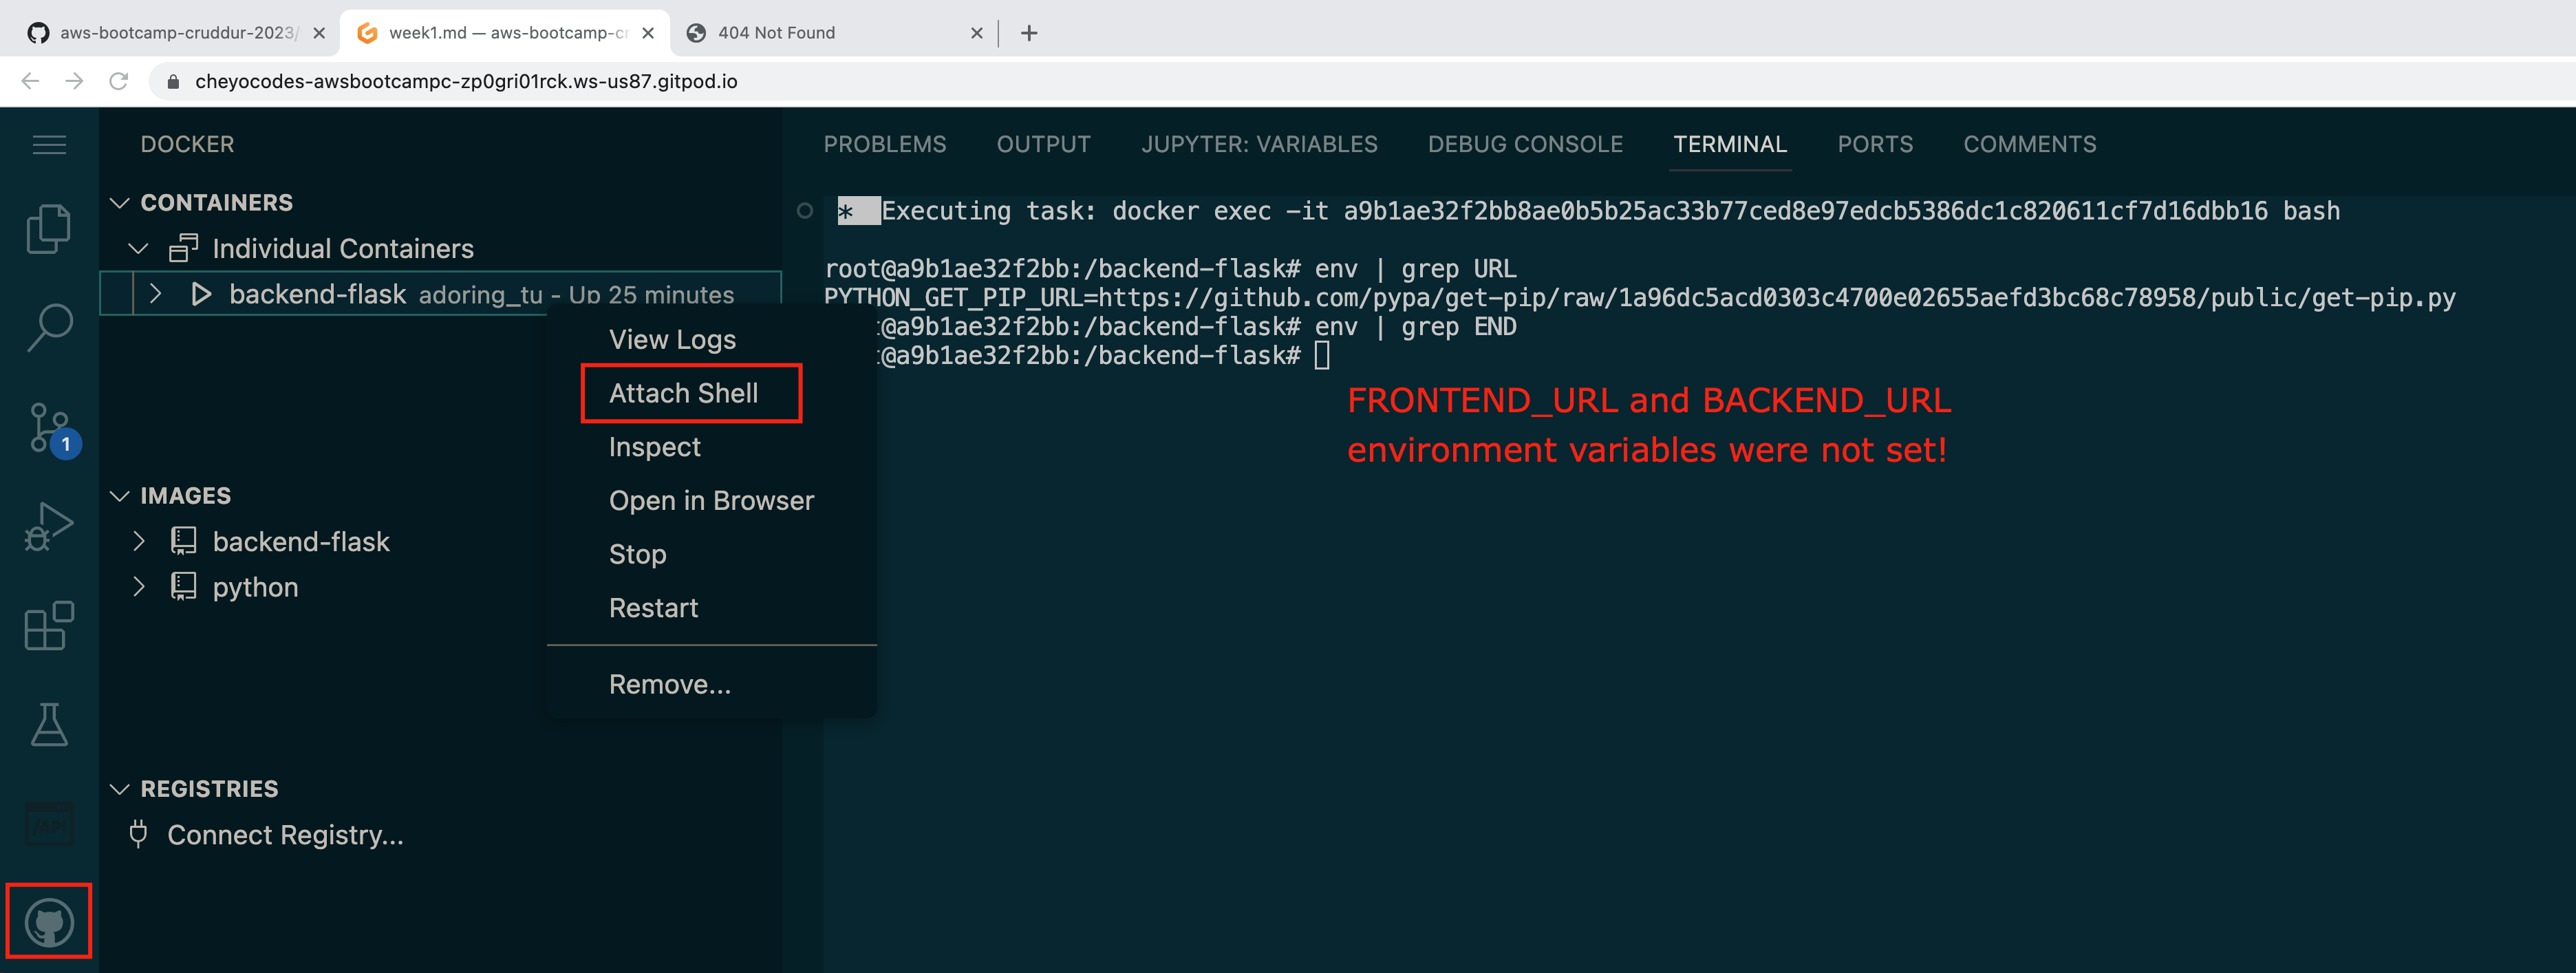 aws-bootcamp-cruddur-2023/
week1.md — aws-bootcamp-cr
404 Not Found
cheyocodes-awsbootcampc-zp0gri01rck.ws-us87.gitpod.io
DOCKER
PROBLEMS OUTPUT JUPYTER: VARIABLES DEBUG CONSOLE TERMINAL PORTS COMMENTS
CONTAINERS
Individual Containers
backend-flask adoring_tu - Up 25 minutes
View Logs
Attach Shell
Inspect
Open in Browser
Stop
Restart
Remove...
1
IMAGES
backend-flask
python
REGISTRIES
Connect Registry...
/API
* Executing task: docker exec -it a9b1ae32f2bb8ae0b5b25ac33b77ced8e97edcb5386dc1c820611cf7d16dbb16 bash
root@a9b1ae32f2bb:/backend-flask# env | grep URL
PYTHON_GET_PIP_URL=https://github.com/pypa/get-pip/raw/1a96dc5acd0303c4700e02655aefd3bc68c78958/public/get-pip.py
t@a9b1ae32f2bb:/backend-flask# env | grep END
t@a9b1ae32f2bb:/backend-flask#
FRONTEND_URL and BACKEND_URL
environment variables were not set!